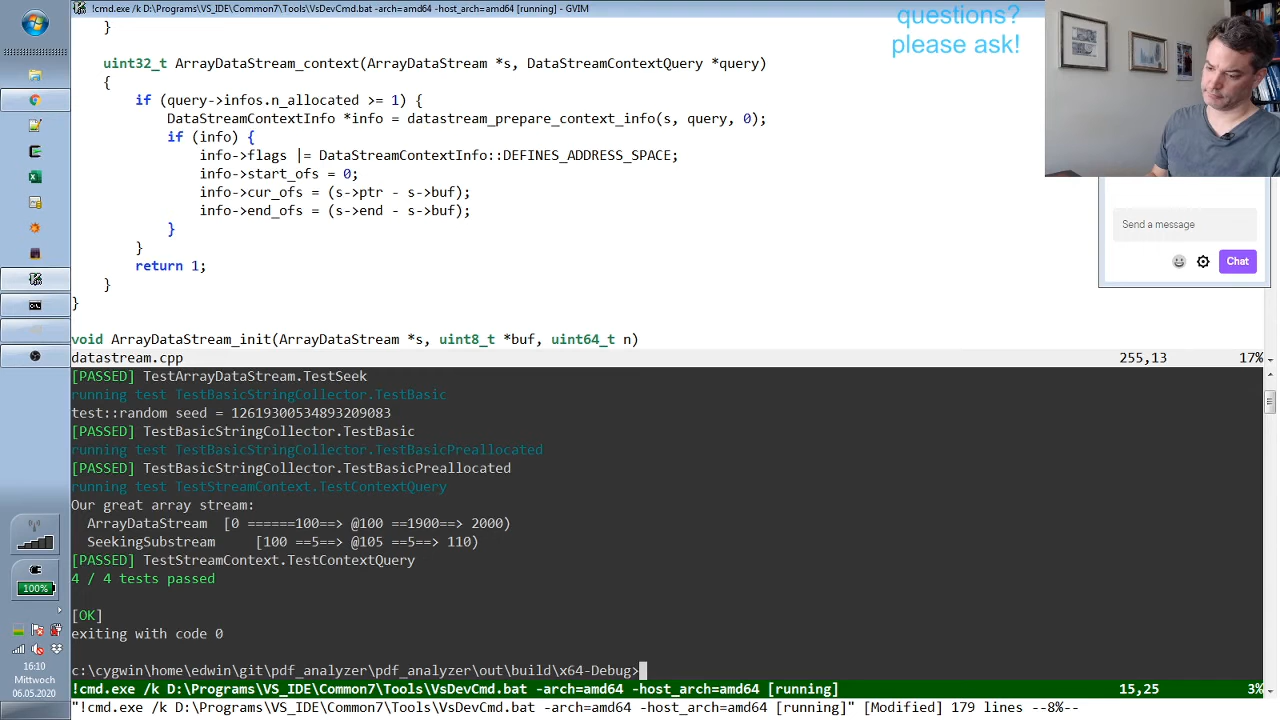 !cmd.exe /k D:\Programs\VS_IDE\Common7\Tools\VsDevCmd.bat -arch=amd64 -host_arch=amd64 [running] - GVIM
questions?
please ask!
}
uint32_t ArrayDataStream_context(ArrayDataStream *s, DataStreamContextQuery *query)
{
if (query->infos.n_allocated >= 1) {
DataStreamContextInfo *info = datastream_prepare_context_info(s, query, 0);
if (info) {
info->flags |= DataStreamContextInfo::DEFINES_ADDRESS_SPACE;
info->start_ofs = 0;
info->cur_ofs = (s->ptr - s->buf);
info->end_ofs = (s->end - s->buf);
}
}
return 1;
}
}
void ArrayDataStream_init(ArrayDataStream *s, uint8_t *buf, uint64_t n)
datastream.cpp 255,13 17%
[PASSED] TestArrayDataStream.TestSeek
running test TestBasicStringCollector.TestBasic
test::random seed = 12619300534893209083
[PASSED] TestBasicStringCollector.TestBasic
running test TestBasicStringCollector.TestBasicPreallocated
[PASSED] TestBasicStringCollector.TestBasicPreallocated
running test TestStreamContext.TestContextQuery
Our great array stream:
ArrayDataStream [0 ======100==> @100 ==1900==> 2000)
SeekingSubstream [100 ==5==> @105 ==5==> 110)
[PASSED] TestStreamContext.TestContextQuery
4 / 4 tests passed
[OK]
exiting with code 0
c:\cygwin\home\edwin\git\pdf_analyzer\pdf_analyzer\out\build\x64-Debug>
!cmd.exe /k D:\Programs\VS_IDE\Common7\Tools\VsDevCmd.bat -arch=amd64 -host_arch=amd64 [running] 15,25 3%
"!cmd.exe /k D:\Programs\VS_IDE\Common7\Tools\VsDevCmd.bat -arch=amd64 -host_arch=amd64 [running]" [Modified] 179 lines --8%--
Send a message
Chat
100%
16:10
Mittwoch
06.05.2020